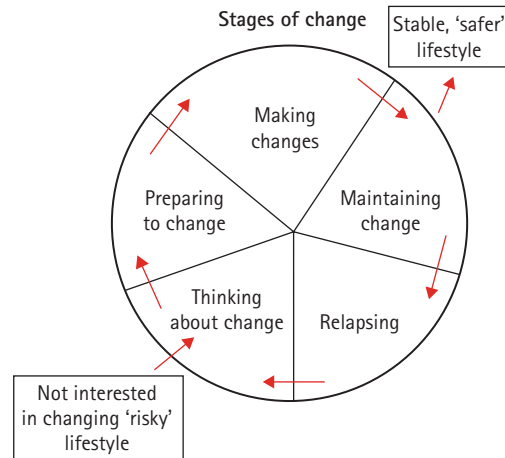 Stages of change
Stable, ‘safer’
lifestyle
Making
changes
Preparing
to change
Maintaining
change
Thinking
about change
Relapsing
Not interested
in changing ‘risky’
lifestyle